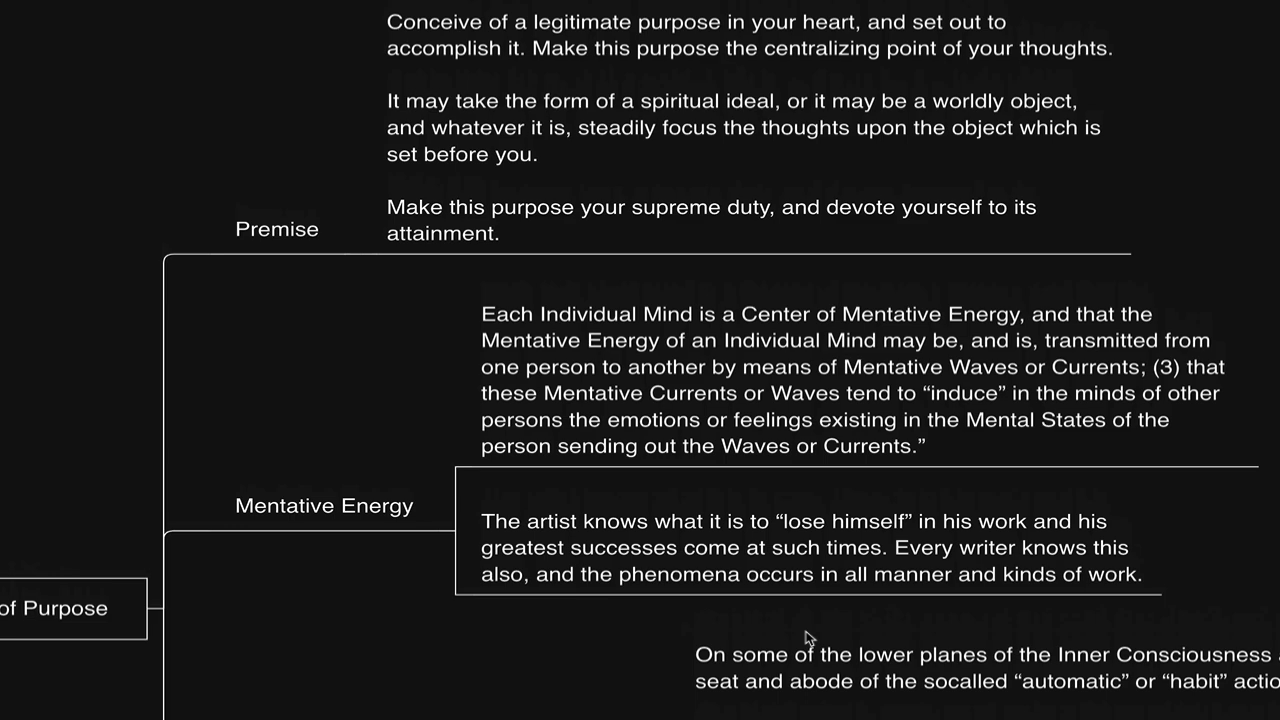 Conceive of a legitimate purpose in your heart, and set out to
accomplish it. Make this purpose the centralizing point of your thoughts.
It may take the form of a spiritual ideal, or it may be a worldly object,
and whatever it is, steadily focus the thoughts upon the object which is
set before you.
Make this purpose your supreme duty, and devote yourself to its
attainment.
Premise
Each Individual Mind is a Center of Mentative Energy, and that the
Mentative Energy of an Individual Mind may be, and is, transmitted from
one person to another by means of Mentative Waves or Currents; (3) that
these Mentative Currents or Waves tend to “induce” in the minds of other
persons the emotions or feelings existing in the Mental States of the
person sending out the Waves or Currents.”
Mentative Energy
The artist knows what it is to “lose himself” in his work and his
greatest successes come at such times. Every writer knows this
also, and the phenomena occurs in all manner and kinds of work.
of Purpose
On some of the lower planes of the Inner Consciousness
seat and abode of the socalled “automatic” or “habit”